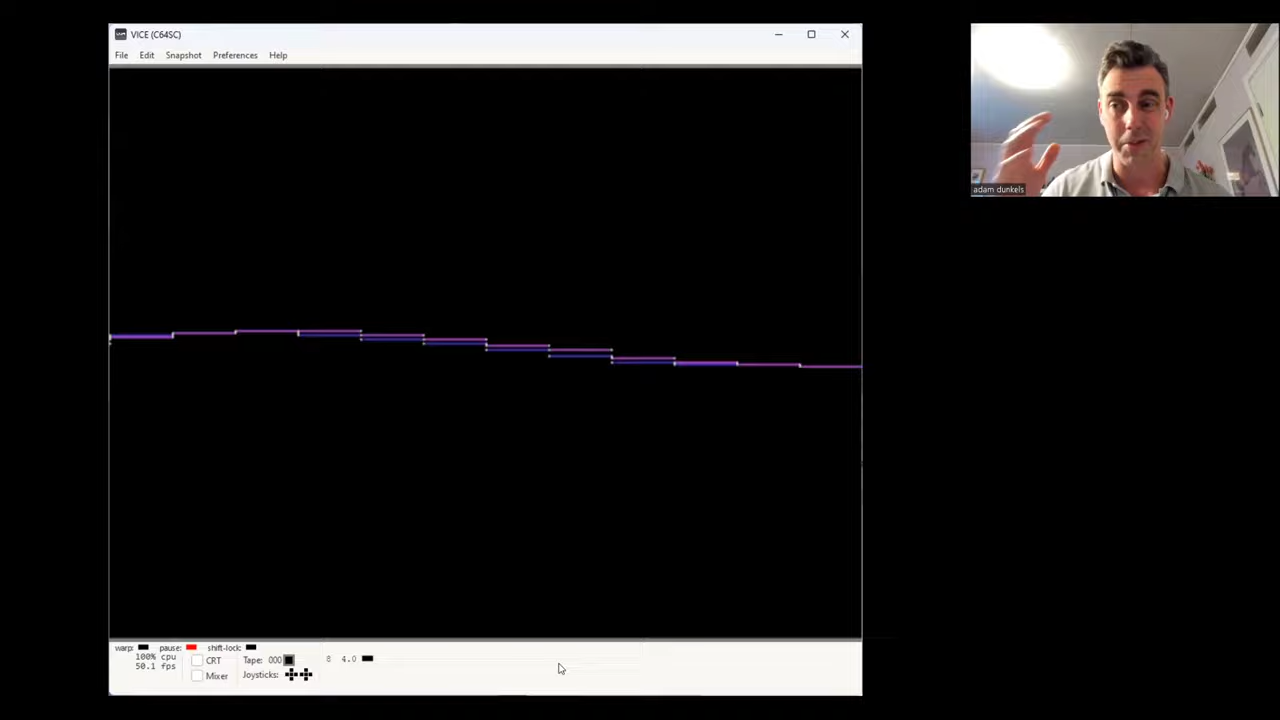 VICE (C64SC)
File Edit Snapshot Preferences Help
adam dunkels
warp: pause: shift-lock:
100% cpu
50.1 fps
CRT
Mixer
Tape: 000
Joysticks:
8 4.0